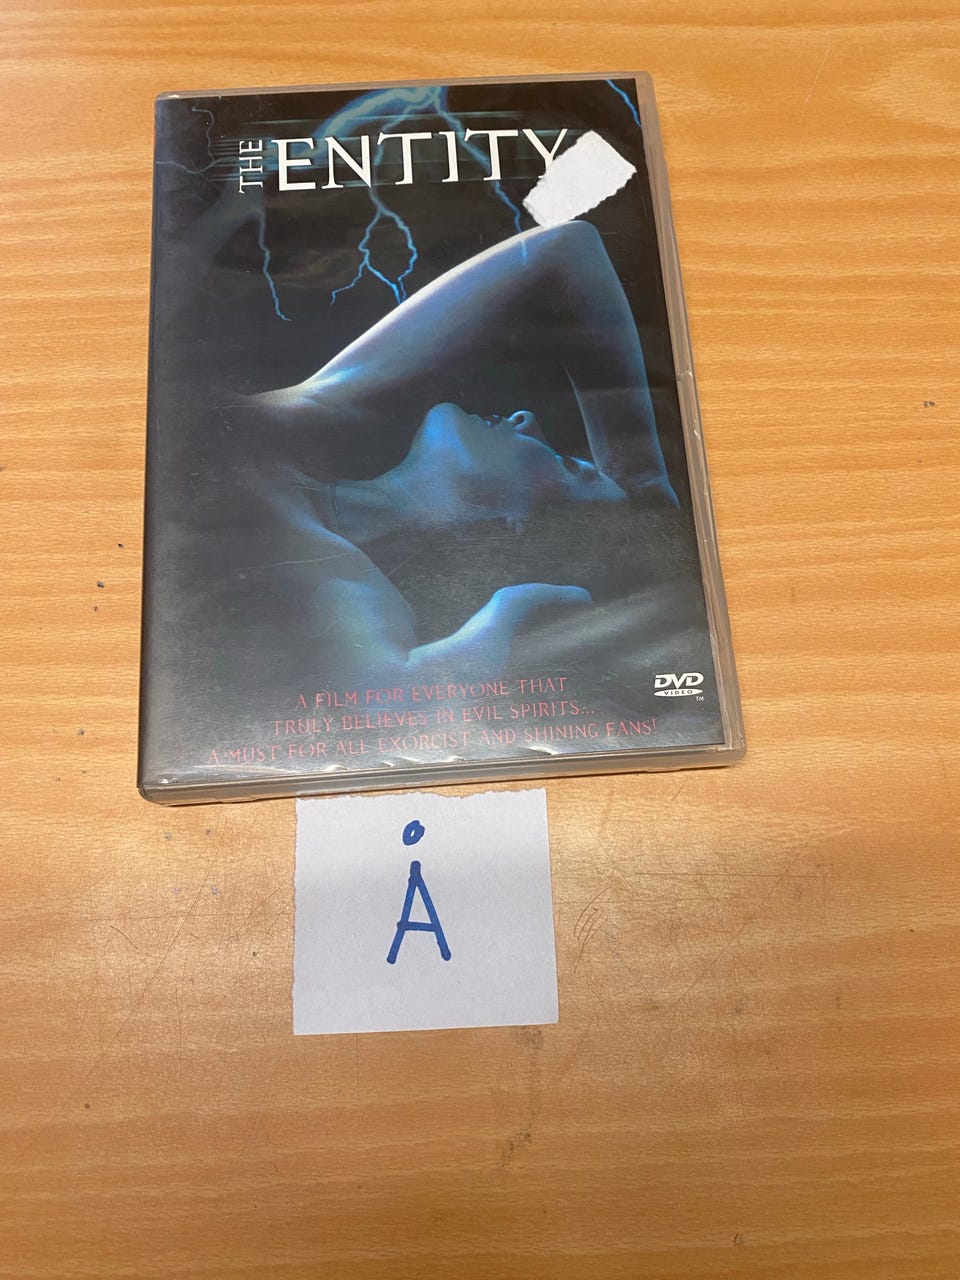 THE ENTITY
A FILM FOR EVERYONE THAT
TRULY BELIEVES IN EVIL SPIRITS...
A MUST FOR ALL EXORCIST AND SHINING FANS!
DVD
VIDEO
TM
Å